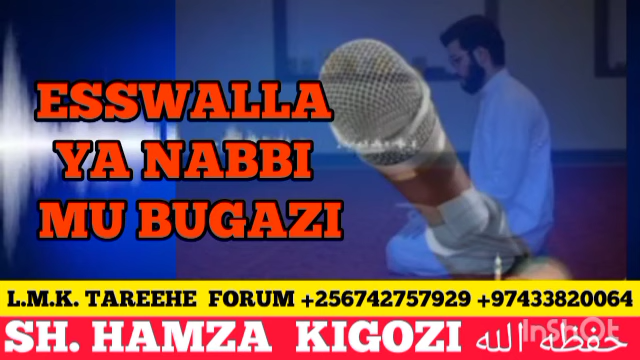 ESSWALLA
YA NABBI
MU BUGAZI
L.M.K. TAREEHE FORUM +256742757929 +97433820064
SH. HAMZA KIGOZI حفظه الله
InShOt